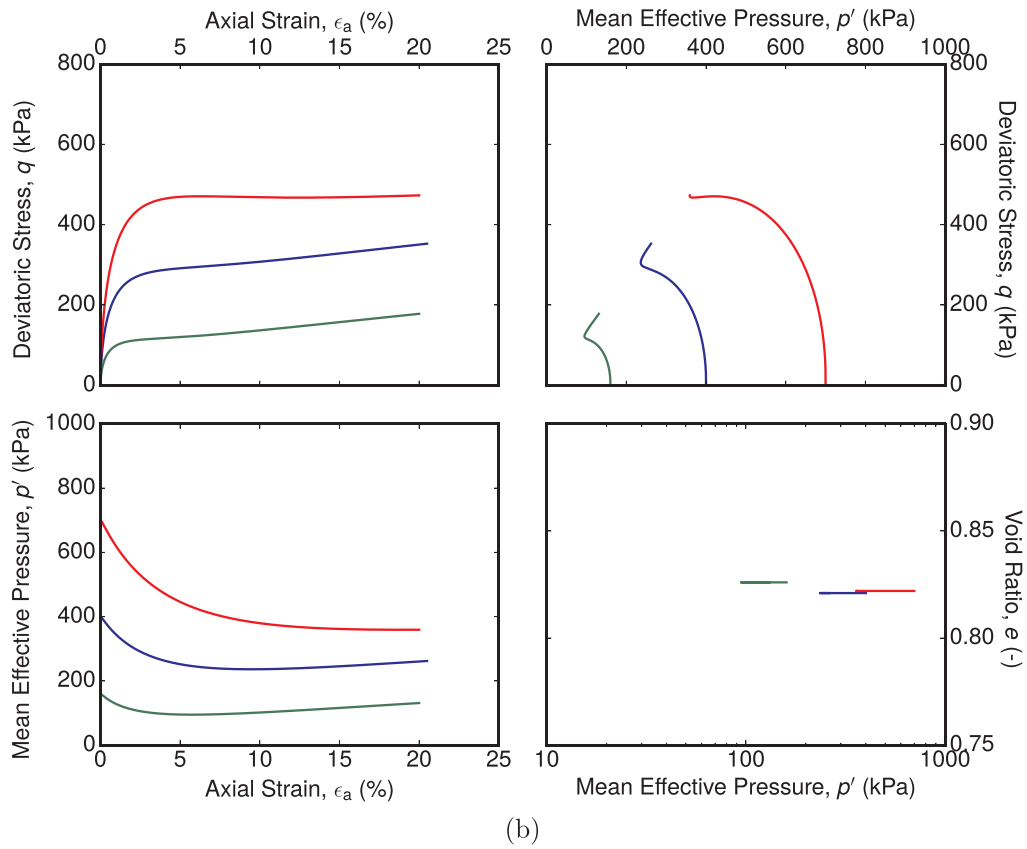 Axial Strain, ϵa (%)
0 5 10 15 20 25
Mean Effective Pressure, p′ (kPa)
0 200 400 600 800 1000
Deviatoric Stress, q (kPa)
800
600
400
200
0
Deviatoric Stress, q (kPa)
800
600
400
200
0
Mean Effective Pressure, p′ (kPa)
1000
800
600
400
200
0
0 5 10 15 20 25
Axial Strain, ϵa (%)
Void Ratio, e (-)
0.90
0.85
0.80
0.75
10 100 1000
Mean Effective Pressure, p′ (kPa)
(b)